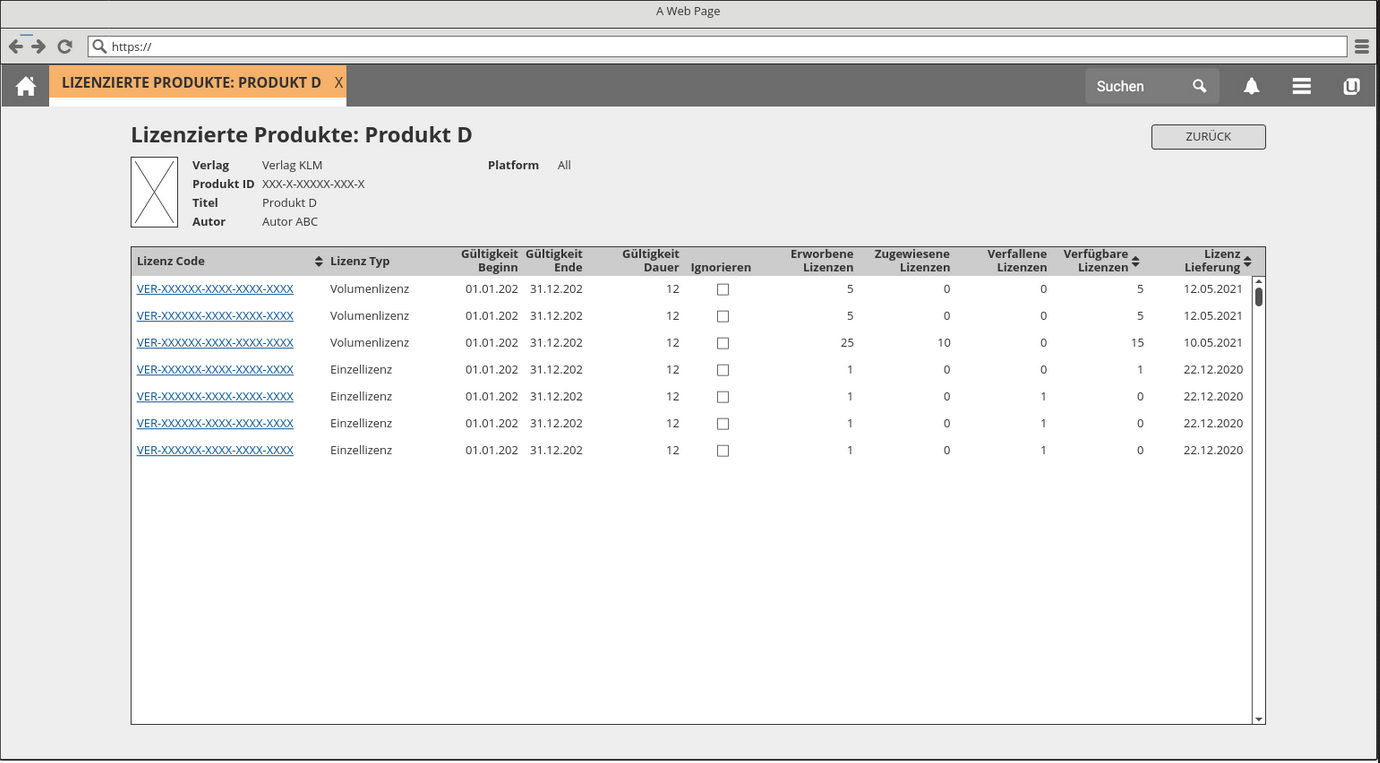 A Web Page
https://
LIZENZIERTE PRODUKTE: PRODUKT D X
Suchen
Lizenzierte Produkte: Produkt D
ZURÜCK
Verlag Verlag KLM Platform All
Produkt ID XXX-X-XXXXX-XXX-X
Titel Produkt D
Autor Autor ABC
Lizenz Code Lizenz Typ Gültigkeit Beginn Gültigkeit Ende Gültigkeit Dauer Ignorieren Erworbene Lizenzen Zugewiesene Lizenzen Verfallene Lizenzen Verfügbare Lizenzen Lizenz Lieferung
VER-XXXXXX-XXXX-XXXX-XXXX Volumenlizenz 01.01.202 31.12.202 12 5 0 0 5 12.05.2021
VER-XXXXXX-XXXX-XXXX-XXXX Volumenlizenz 01.01.202 31.12.202 12 5 0 0 5 12.05.2021
VER-XXXXXX-XXXX-XXXX-XXXX Volumenlizenz 01.01.202 31.12.202 12 25 10 0 15 10.05.2021
VER-XXXXXX-XXXX-XXXX-XXXX Einzellizenz 01.01.202 31.12.202 12 1 0 0 1 22.12.2020
VER-XXXXXX-XXXX-XXXX-XXXX Einzellizenz 01.01.202 31.12.202 12 1 0 1 0 22.12.2020
VER-XXXXXX-XXXX-XXXX-XXXX Einzellizenz 01.01.202 31.12.202 12 1 0 1 0 22.12.2020
VER-XXXXXX-XXXX-XXXX-XXXX Einzellizenz 01.01.202 31.12.202 12 1 0 1 0 22.12.2020